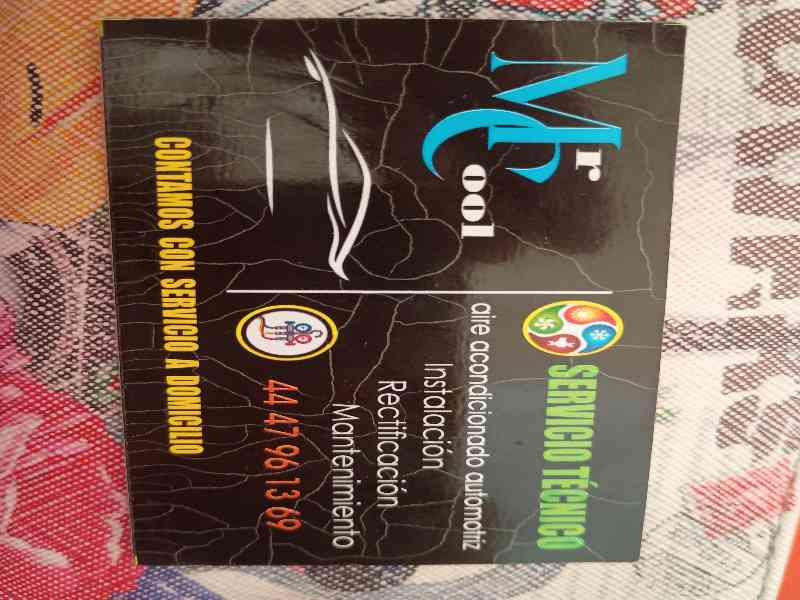 Mr
Cool
SERVICIO TÉCNICO
aire acondicionado automotriz
Instalación
Rectificación
Mantenimiento
44 47 96 13 69
CONTAMOS CON SERVICIO A DOMICILIO